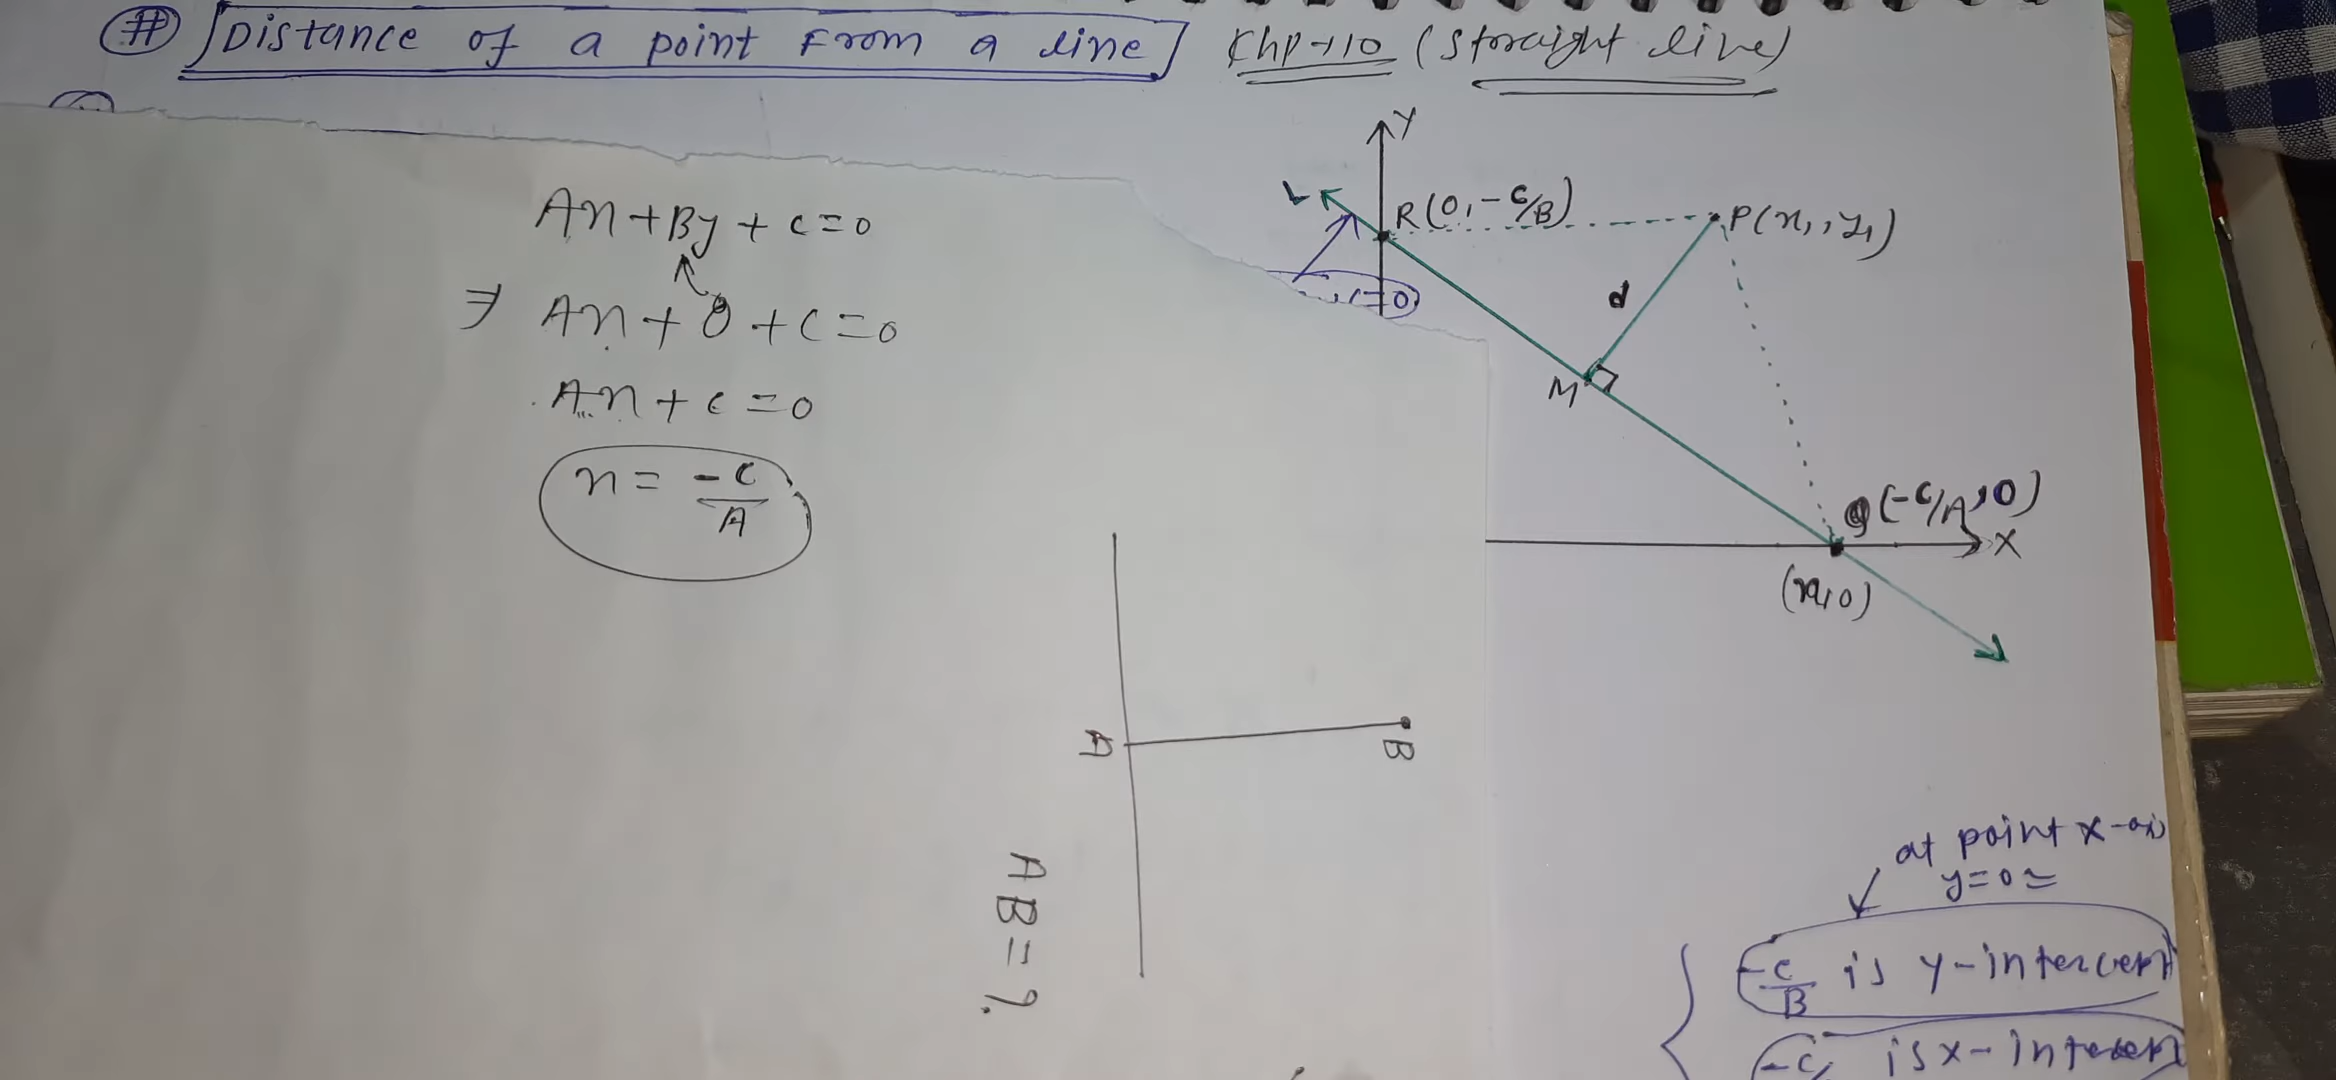 # Distance of a point From a line Chp→10 (straight line)
Ax+By+c=0
⇒ Ax+0+c=0
Ax+c=0
x = -c/A
Y
L
R(0,-c/B)
P(x₁,y₁)
=0
d
M
Q(-c/A,0)
X
(x,0)
A
B
AB=?
at point x-axis
y=0
-c/B is y-intercept
is x-intercept